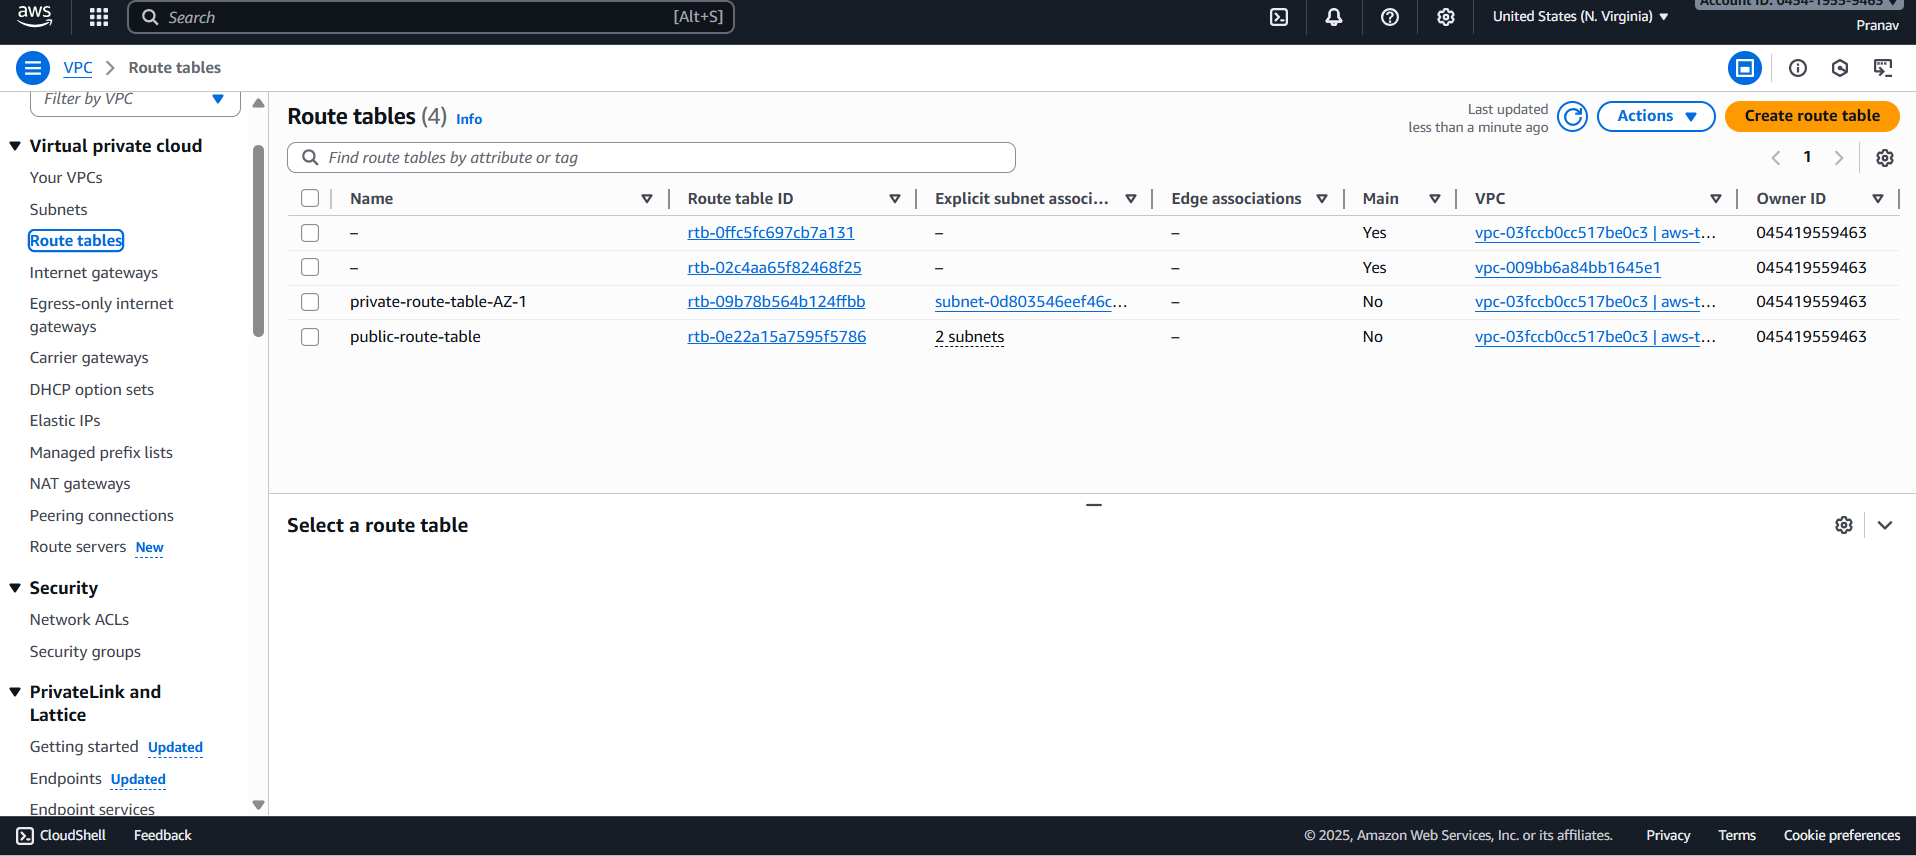 aws
Search [Alt+S]
United States (N. Virginia)
Account ID: 0454-1955-9463
Pranav
VPC Route tables
Filter by VPC
Virtual private cloud
Your VPCs
Subnets
Route tables
Internet gateways
Egress-only internet
gateways
Carrier gateways
DHCP option sets
Elastic IPs
Managed prefix lists
NAT gateways
Peering connections
Route servers New
Security
Network ACLs
Security groups
PrivateLink and
Lattice
Getting started Updated
Endpoints Updated
Endpoint services
Route tables (4) Info
Last updated
less than a minute ago
Actions
Create route table
Find route tables by attribute or tag
1
Name Route table ID Explicit subnet associ... Edge associations Main VPC Owner ID
– rtb-0ffc5fc697cb7a131 – – Yes vpc-03fccb0cc517be0c3 | aws-t... 045419559463
– rtb-02c4aa65f82468f25 – – Yes vpc-009bb6a84bb1645e1 045419559463
private-route-table-AZ-1 rtb-09b78b564b124ffbb subnet-0d803546eef46c... – No vpc-03fccb0cc517be0c3 | aws-t... 045419559463
public-route-table rtb-0e22a15a7595f5786 2 subnets – No vpc-03fccb0cc517be0c3 | aws-t... 045419559463
Select a route table
CloudShell Feedback
© 2025, Amazon Web Services, Inc. or its affiliates. Privacy Terms Cookie preferences